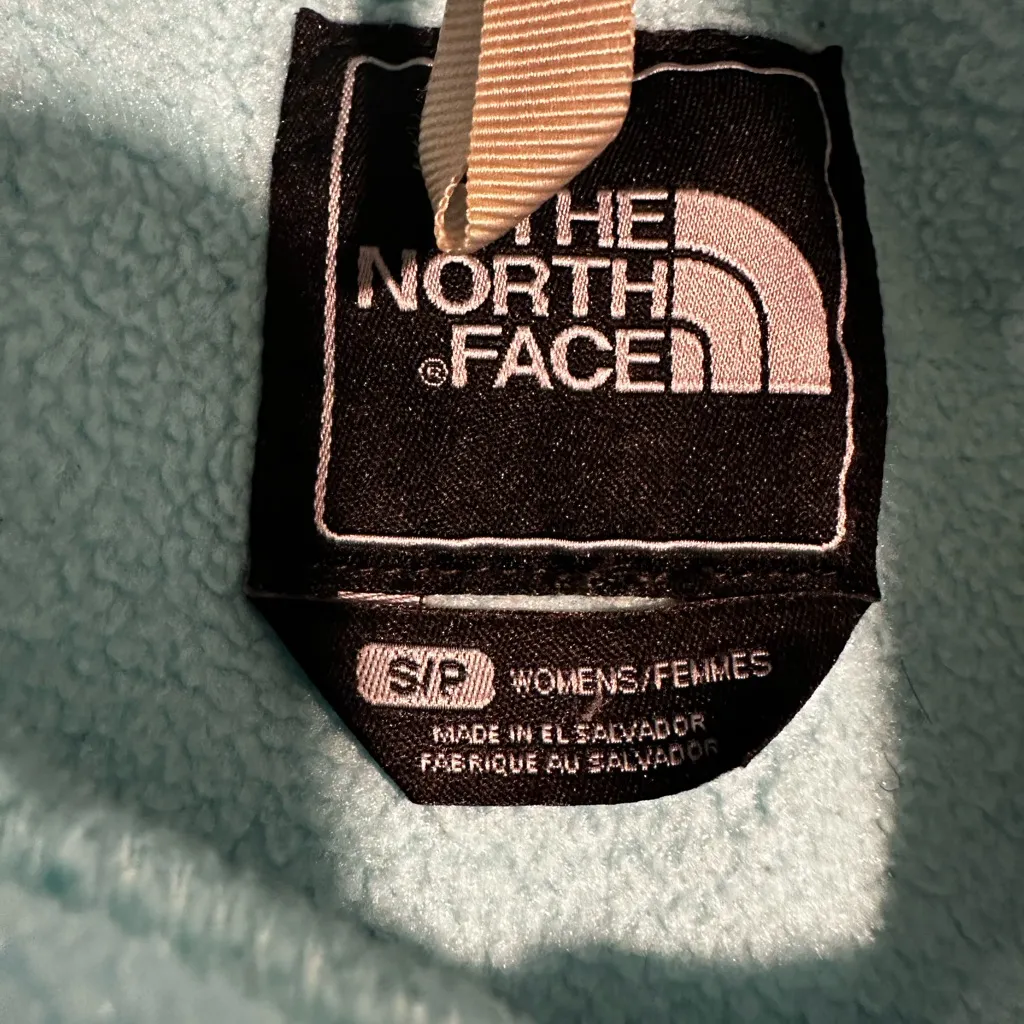 THE
NORTH
®FACE
S/P WOMENS/FEMMES
MADE IN EL SALVADOR
FABRIQUE AU SALVADOR